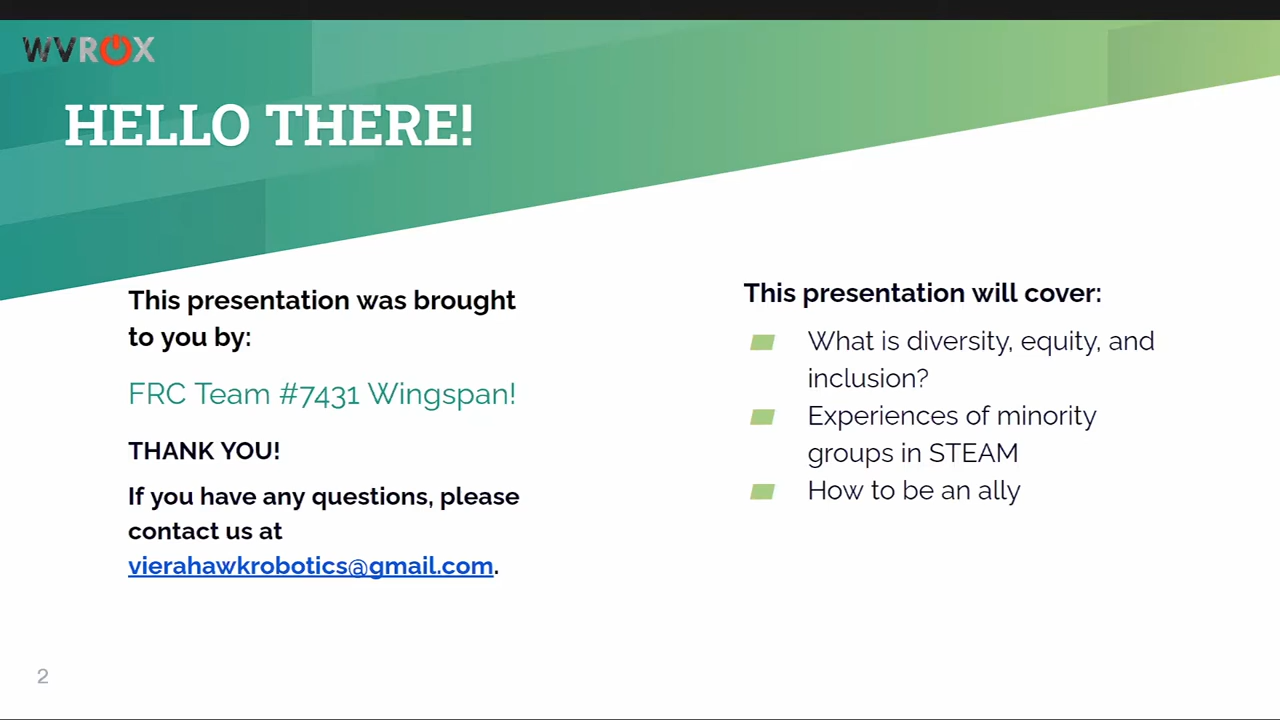 WVROX
HELLO THERE!
This presentation was brought
to you by:
FRC Team #7431 Wingspan!
THANK YOU!
If you have any questions, please
contact us at
vierahawkrobotics@gmail.com.
This presentation will cover:
What is diversity, equity, and
inclusion?
Experiences of minority
groups in STEAM
How to be an ally
2